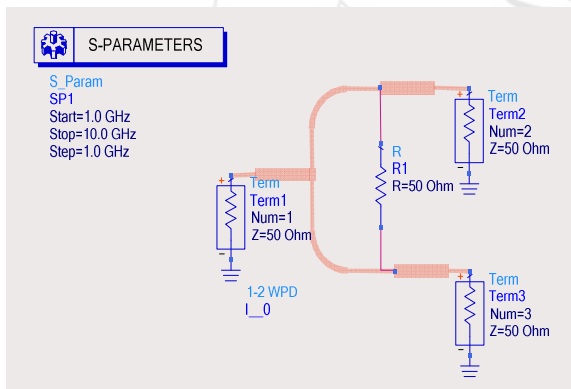 S-PARAMETERS
S_Param
SP1
Start=1.0 GHz
Stop=10.0 GHz
Step=1.0 GHz
Term
Term1
Num=1
Z=50 Ohm
1-2 WPD
I__0
R
R1
R=50 Ohm
Term
Term2
Num=2
Z=50 Ohm
Term
Term3
Num=3
Z=50 Ohm